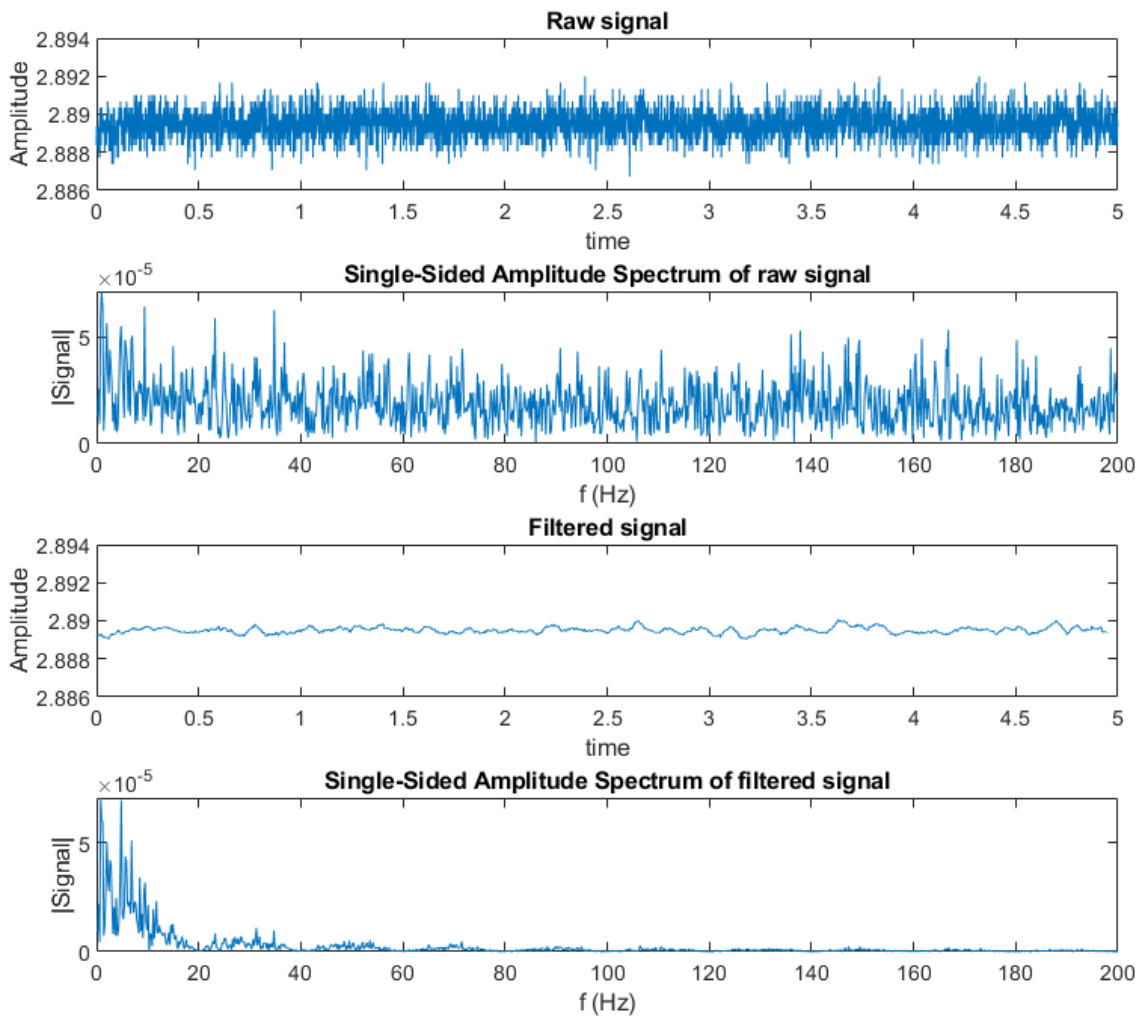 Raw signal
2.894
2.892
2.89
2.888
2.886
Amplitude
0 0.5 1 1.5 2 2.5 3 3.5 4 4.5 5
time
×10-5
Single-Sided Amplitude Spectrum of raw signal
5
0
|Signal|
0 20 40 60 80 100 120 140 160 180 200
f (Hz)
Filtered signal
2.894
2.892
2.89
2.888
2.886
Amplitude
0 0.5 1 1.5 2 2.5 3 3.5 4 4.5 5
time
×10-5
Single-Sided Amplitude Spectrum of filtered signal
5
0
|Signal|
0 20 40 60 80 100 120 140 160 180 200
f (Hz)